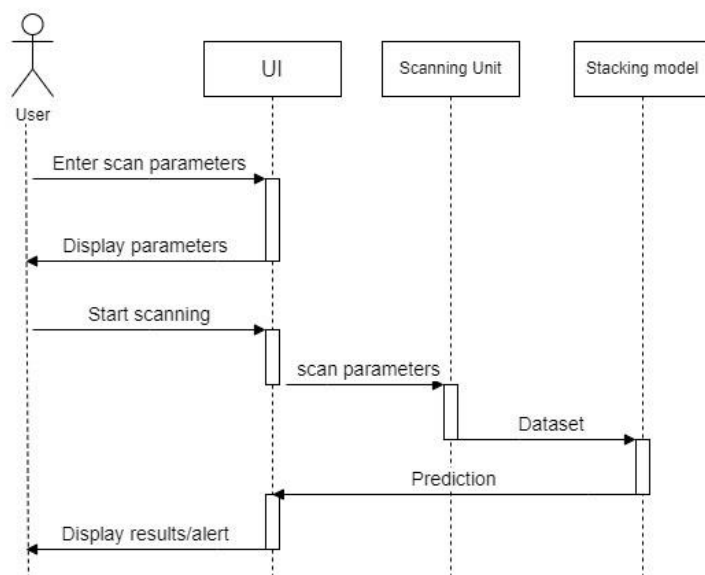 UI
Scanning Unit
Stacking model
User
Enter scan parameters
Display parameters
Start scanning
scan parameters
Dataset
Prediction
Display results/alert